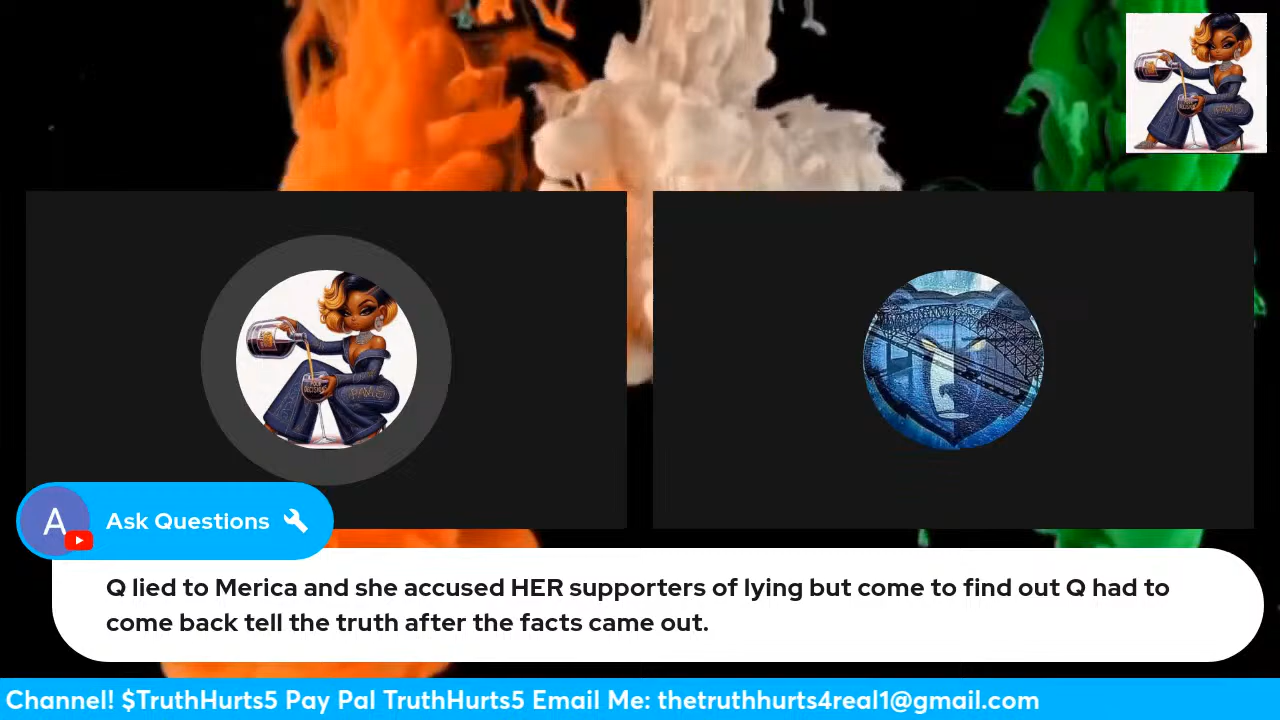 Ask Questions
Q lied to Merica and she accused HER supporters of lying but come to find out Q had to
come back tell the truth after the facts came out.
Channel! $TruthHurts5 Pay Pal TruthHurts5 Email Me: thetruthhurts4real1@gmail.com
A